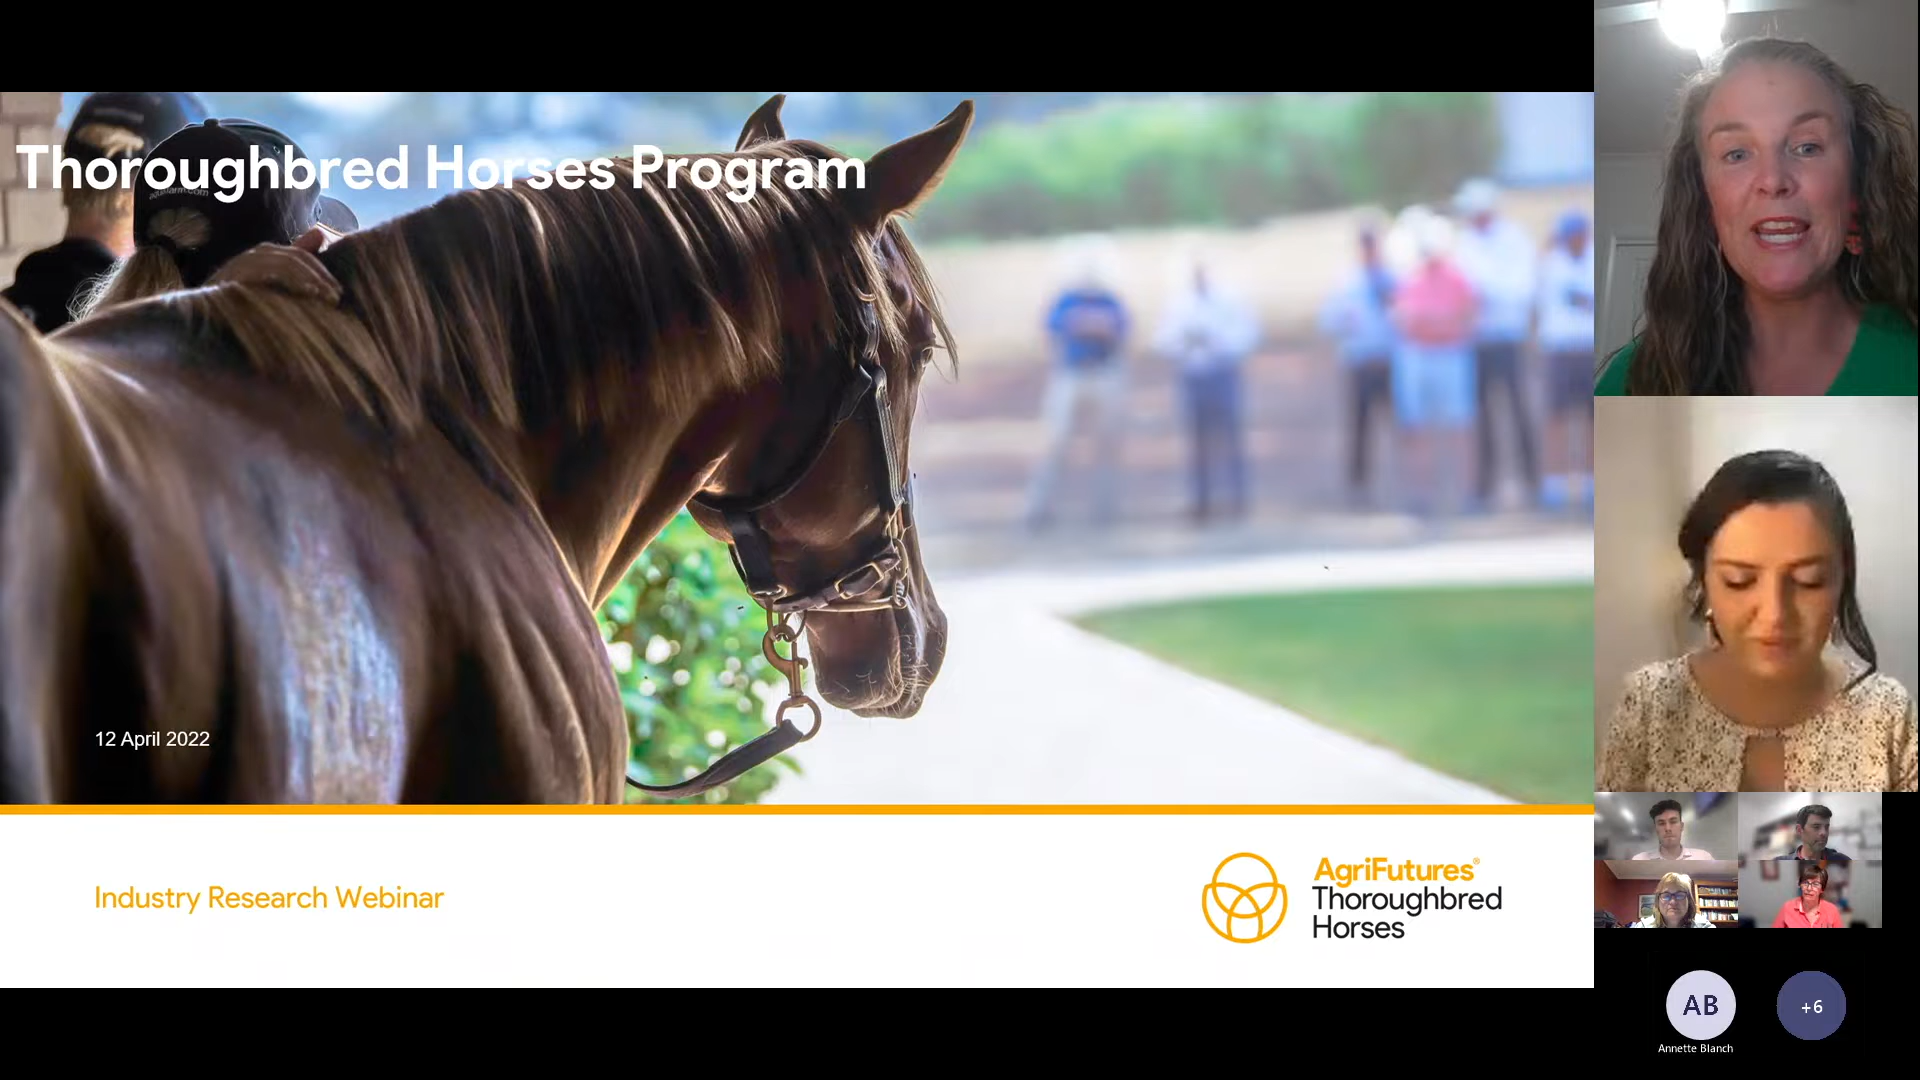 Thoroughbred Horses Program
12 April 2022
Industry Research Webinar
AgriFutures®
Thoroughbred
Horses
AB
+6
Annette Blanch